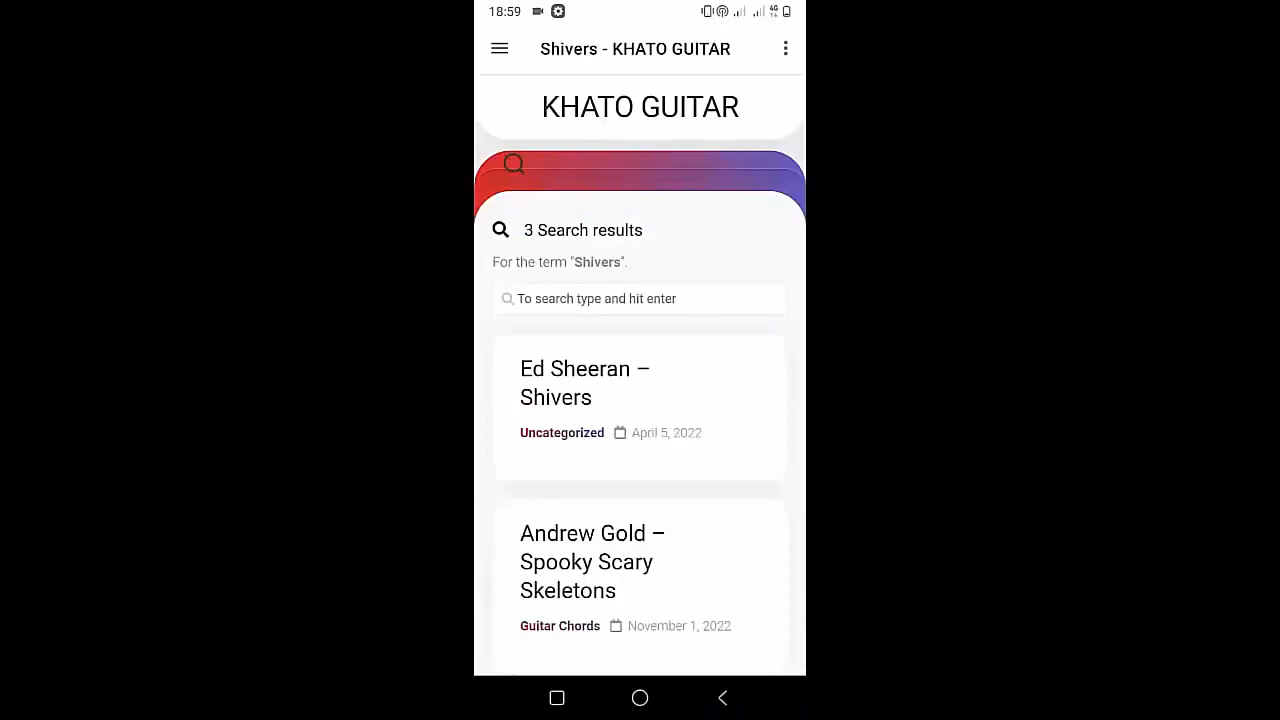 18:59
4G
Shivers - KHATO GUITAR
KHATO GUITAR
3 Search results
For the term "Shivers".
To search type and hit enter
Ed Sheeran –
Shivers
Uncategorized April 5, 2022
Andrew Gold –
Spooky Scary
Skeletons
Guitar Chords November 1, 2022